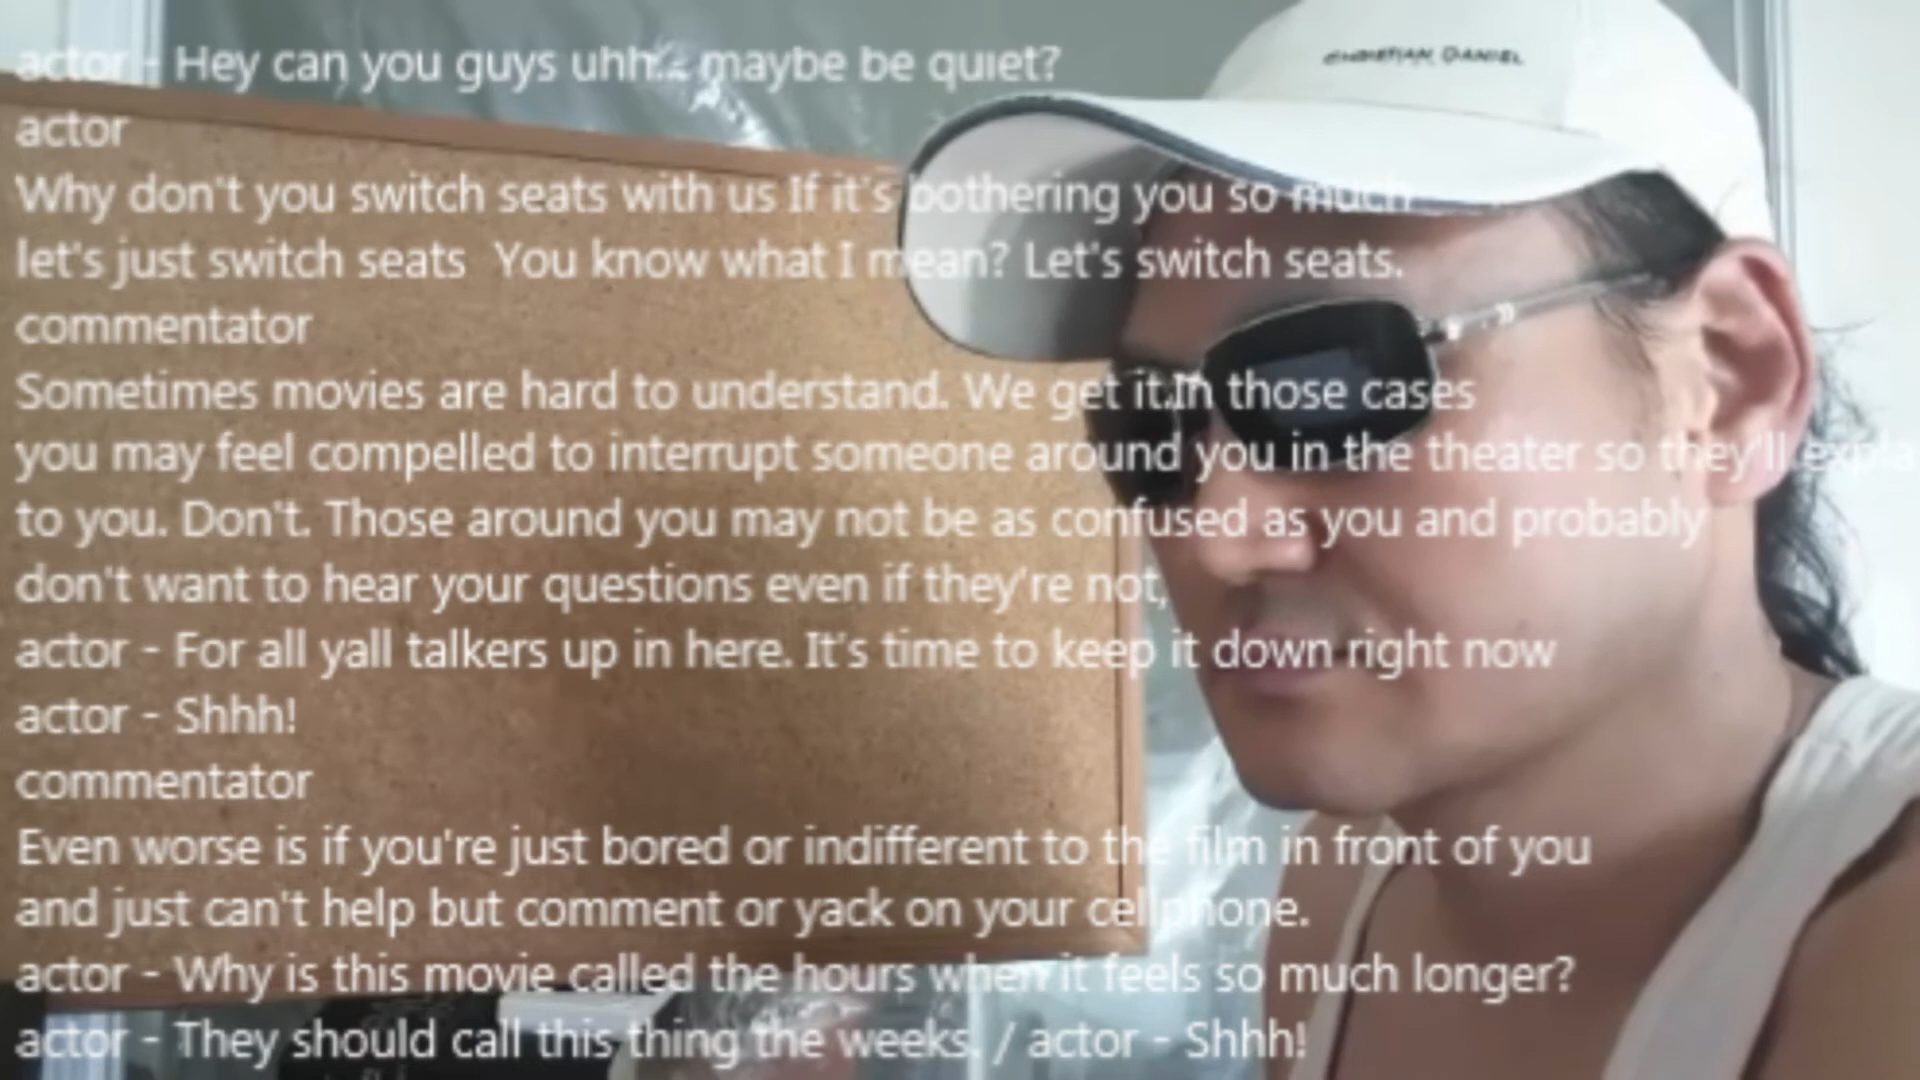 CHRISTIAN DANIEL
actor - Hey can you guys uhh... maybe be quiet?
actor
Why don't you switch seats with us If it's bothering you so much
let's just switch seats  You know what I mean? Let's switch seats.
commentator
Sometimes movies are hard to understand. We get it.In those cases
you may feel compelled to interrupt someone around you in the theater so they'll
to you. Don't. Those around you may not be as confused as you and probably
don't want to hear your questions even if they're not,
actor - For all yall talkers up in here. It's time to keep it down right now
actor - Shhh!
commentator
Even worse is if you're just bored or indifferent to the film in front of you
and just can't help but comment or yack on your cellphone.
actor - Why is this movie called the hours when it feels so much longer?
actor - They should call this thing the weeks. / actor - Shhh!